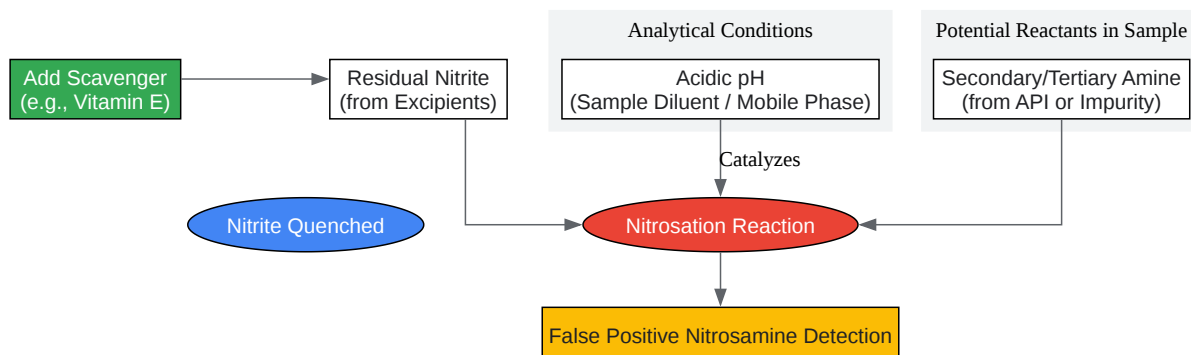 Analytical Conditions
Potential Reactants in Sample
Add Scavenger
(e.g., Vitamin E)
Residual Nitrite
(from Excipients)
Acidic pH
(Sample Diluent / Mobile Phase)
Secondary/Tertiary Amine
(from API or Impurity)
Catalyzes
Nitrite Quenched
Nitrosation Reaction
False Positive Nitrosamine Detection